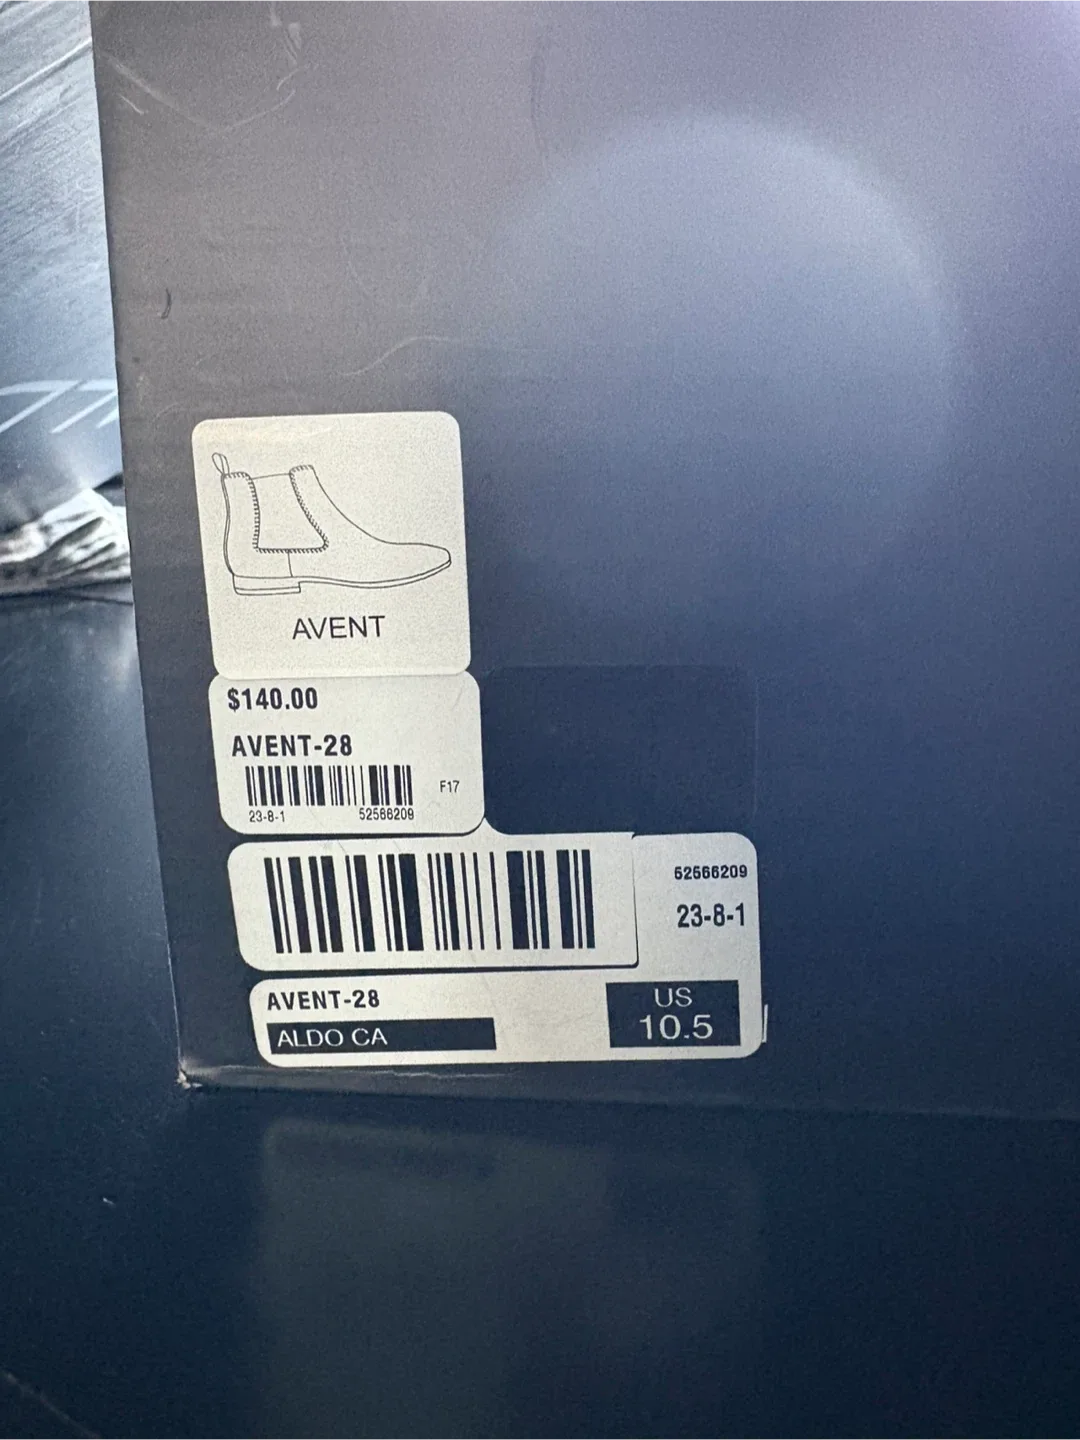 AVENT
$140.00
AVENT-28
F17
23-8-1 52566209
52566209
23-8-1
AVENT-28
ALDO CA
US
10.5